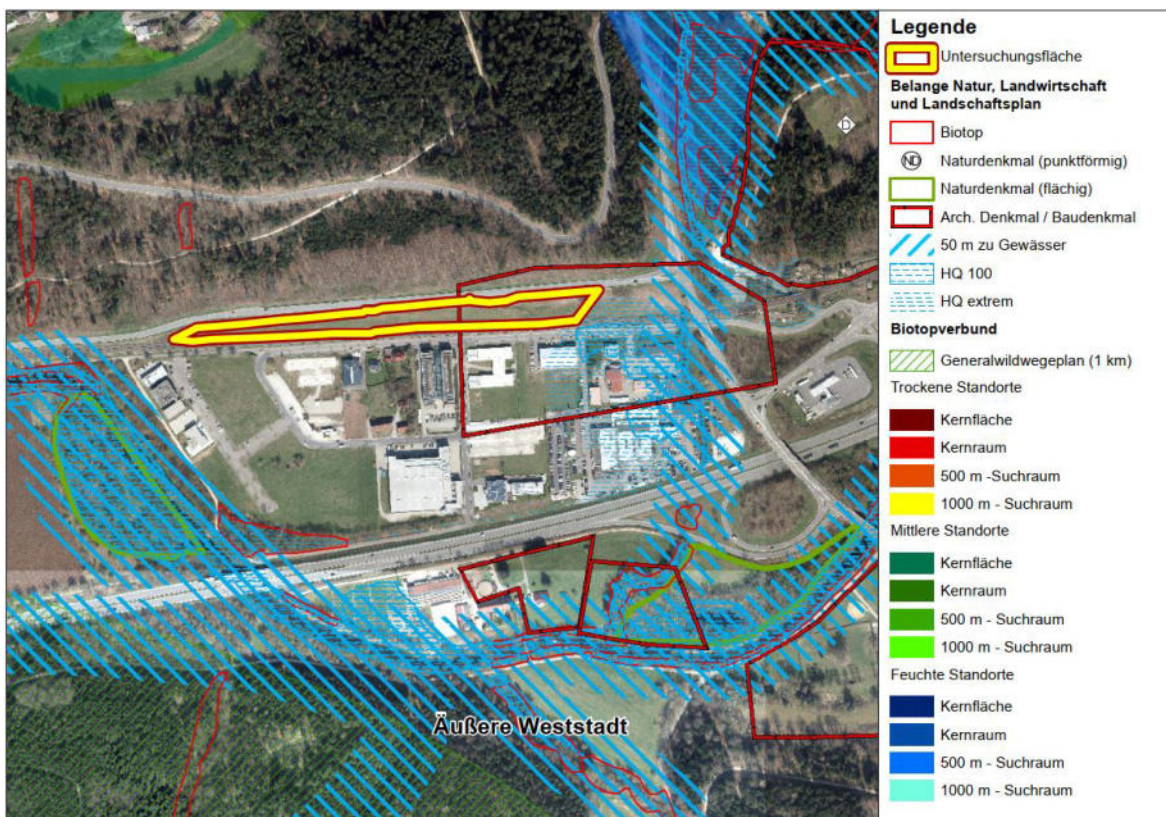 Äußere Weststadt
D
Legende
Untersuchungsfläche
Belange Natur, Landwirtschaft
und Landschaftsplan
Biotop
ND Naturdenkmal (punktförmig)
Naturdenkmal (flächig)
Arch. Denkmal / Baudenkmal
50 m zu Gewässer
HQ 100
HQ extrem
Biotopverbund
Generalwildwegeplan (1 km)
Trockene Standorte
Kernfläche
Kernraum
500 m -Suchraum
1000 m - Suchraum
Mittlere Standorte
Kernfläche
Kernraum
500 m - Suchraum
1000 m - Suchraum
Feuchte Standorte
Kernfläche
Kernraum
500 m - Suchraum
1000 m - Suchraum